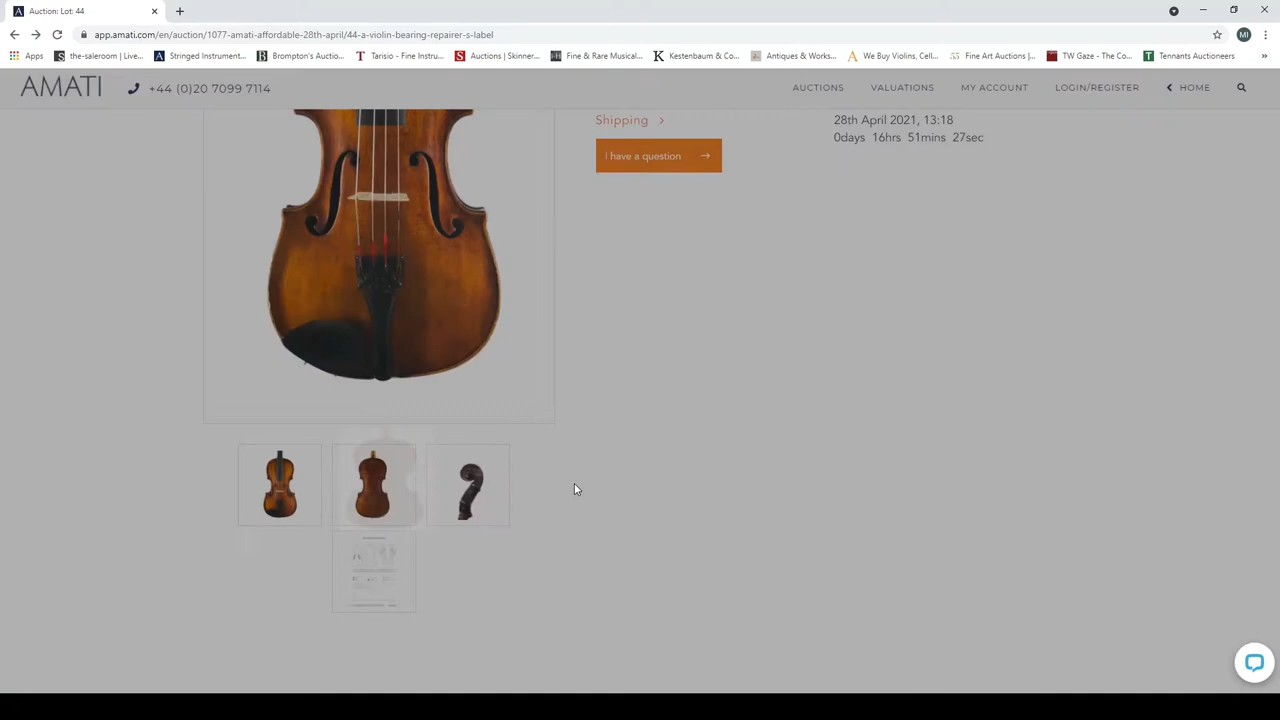 Auction: Lot: 44
app.amati.com/en/auction/1077-amati-affordable-28th-april/44-a-violin-bearing-repairer-s-label
MI
Apps
the-saleroom | Live...
Stringed Instrument...
Brompton's Auctio...
Tarisio - Fine Instru...
Auctions | Skinner...
Fine & Rare Musical...
Kestenbaum & Co...
Antiques & Works...
We Buy Violins, Cell...
Fine Art Auctions |...
TW Gaze - The Co...
Tennants Auctioneers
AMATI
+44 (0)20 7099 7114
AUCTIONS
VALUATIONS
MY ACCOUNT
LOGIN/REGISTER
HOME
Shipping
28th April 2021, 13:18
0days 16hrs 51mins 27sec
I have a question